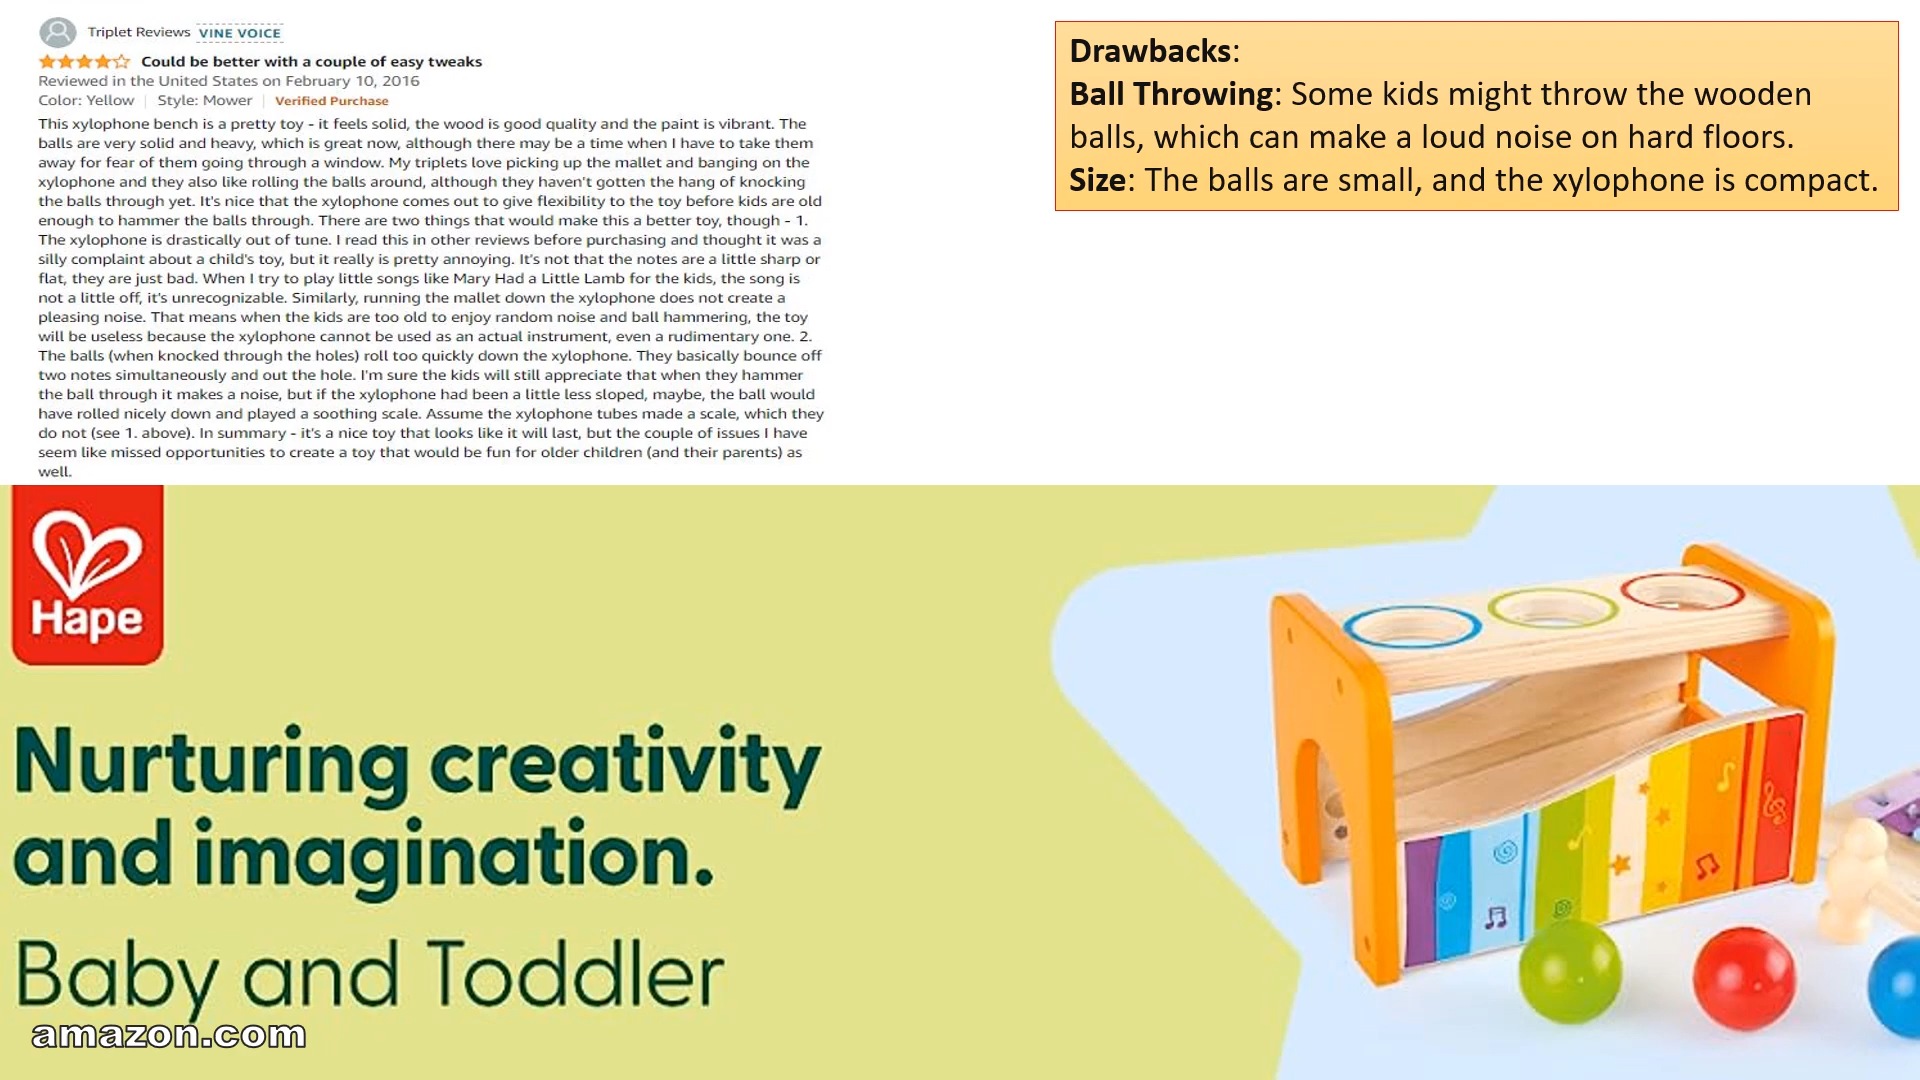 Triplet Reviews VINE VOICE
Could be better with a couple of easy tweaks
Reviewed in the United States on February 10, 2016
Color: Yellow | Style: Mower | Verified Purchase
This xylophone bench is a pretty toy - it feels solid, the wood is good quality and the paint is vibrant. The
balls are very solid and heavy, which is great now, although there may be a time when I have to take them
away for fear of them going through a window. My triplets love picking up the mallet and banging on the
xylophone and they also like rolling the balls around, although they haven't gotten the hang of knocking
the balls through yet. It's nice that the xylophone comes out to give flexibility to the toy before kids are old
enough to hammer the balls through. There are two things that would make this a better toy, though - 1.
The xylophone is drastically out of tune. I read this in other reviews before purchasing and thought it was a
silly complaint about a child's toy, but it really is pretty annoying. It's not that the notes are a little sharp or
flat, they are just bad. When I try to play little songs like Mary Had a Little Lamb for the kids, the song is
not a little off, it's unrecognizable. Similarly, running the mallet down the xylophone does not create a
pleasing noise. That means when the kids are too old to enjoy random noise and ball hammering, the toy
will be useless because the xylophone cannot be used as an actual instrument, even a rudimentary one. 2.
The balls (when knocked through the holes) roll too quickly down the xylophone. They basically bounce off
two notes simultaneously and out the hole. I'm sure the kids will still appreciate that when they hammer
the ball through it makes a noise, but if the xylophone had been a little less sloped, maybe, the ball would
have rolled nicely down and played a soothing scale. Assume the xylophone tubes made a scale, which they
do not (see 1. above). In summary - it's a nice toy that looks like it will last, but the couple of issues I have
seem like missed opportunities to create a toy that would be fun for older children (and their parents) as
well.
Drawbacks:
Ball Throwing: Some kids might throw the wooden
balls, which can make a loud noise on hard floors.
Size: The balls are small, and the xylophone is compact.
Hape
Nurturing creativity
and imagination.
Baby and Toddler
amazon.com